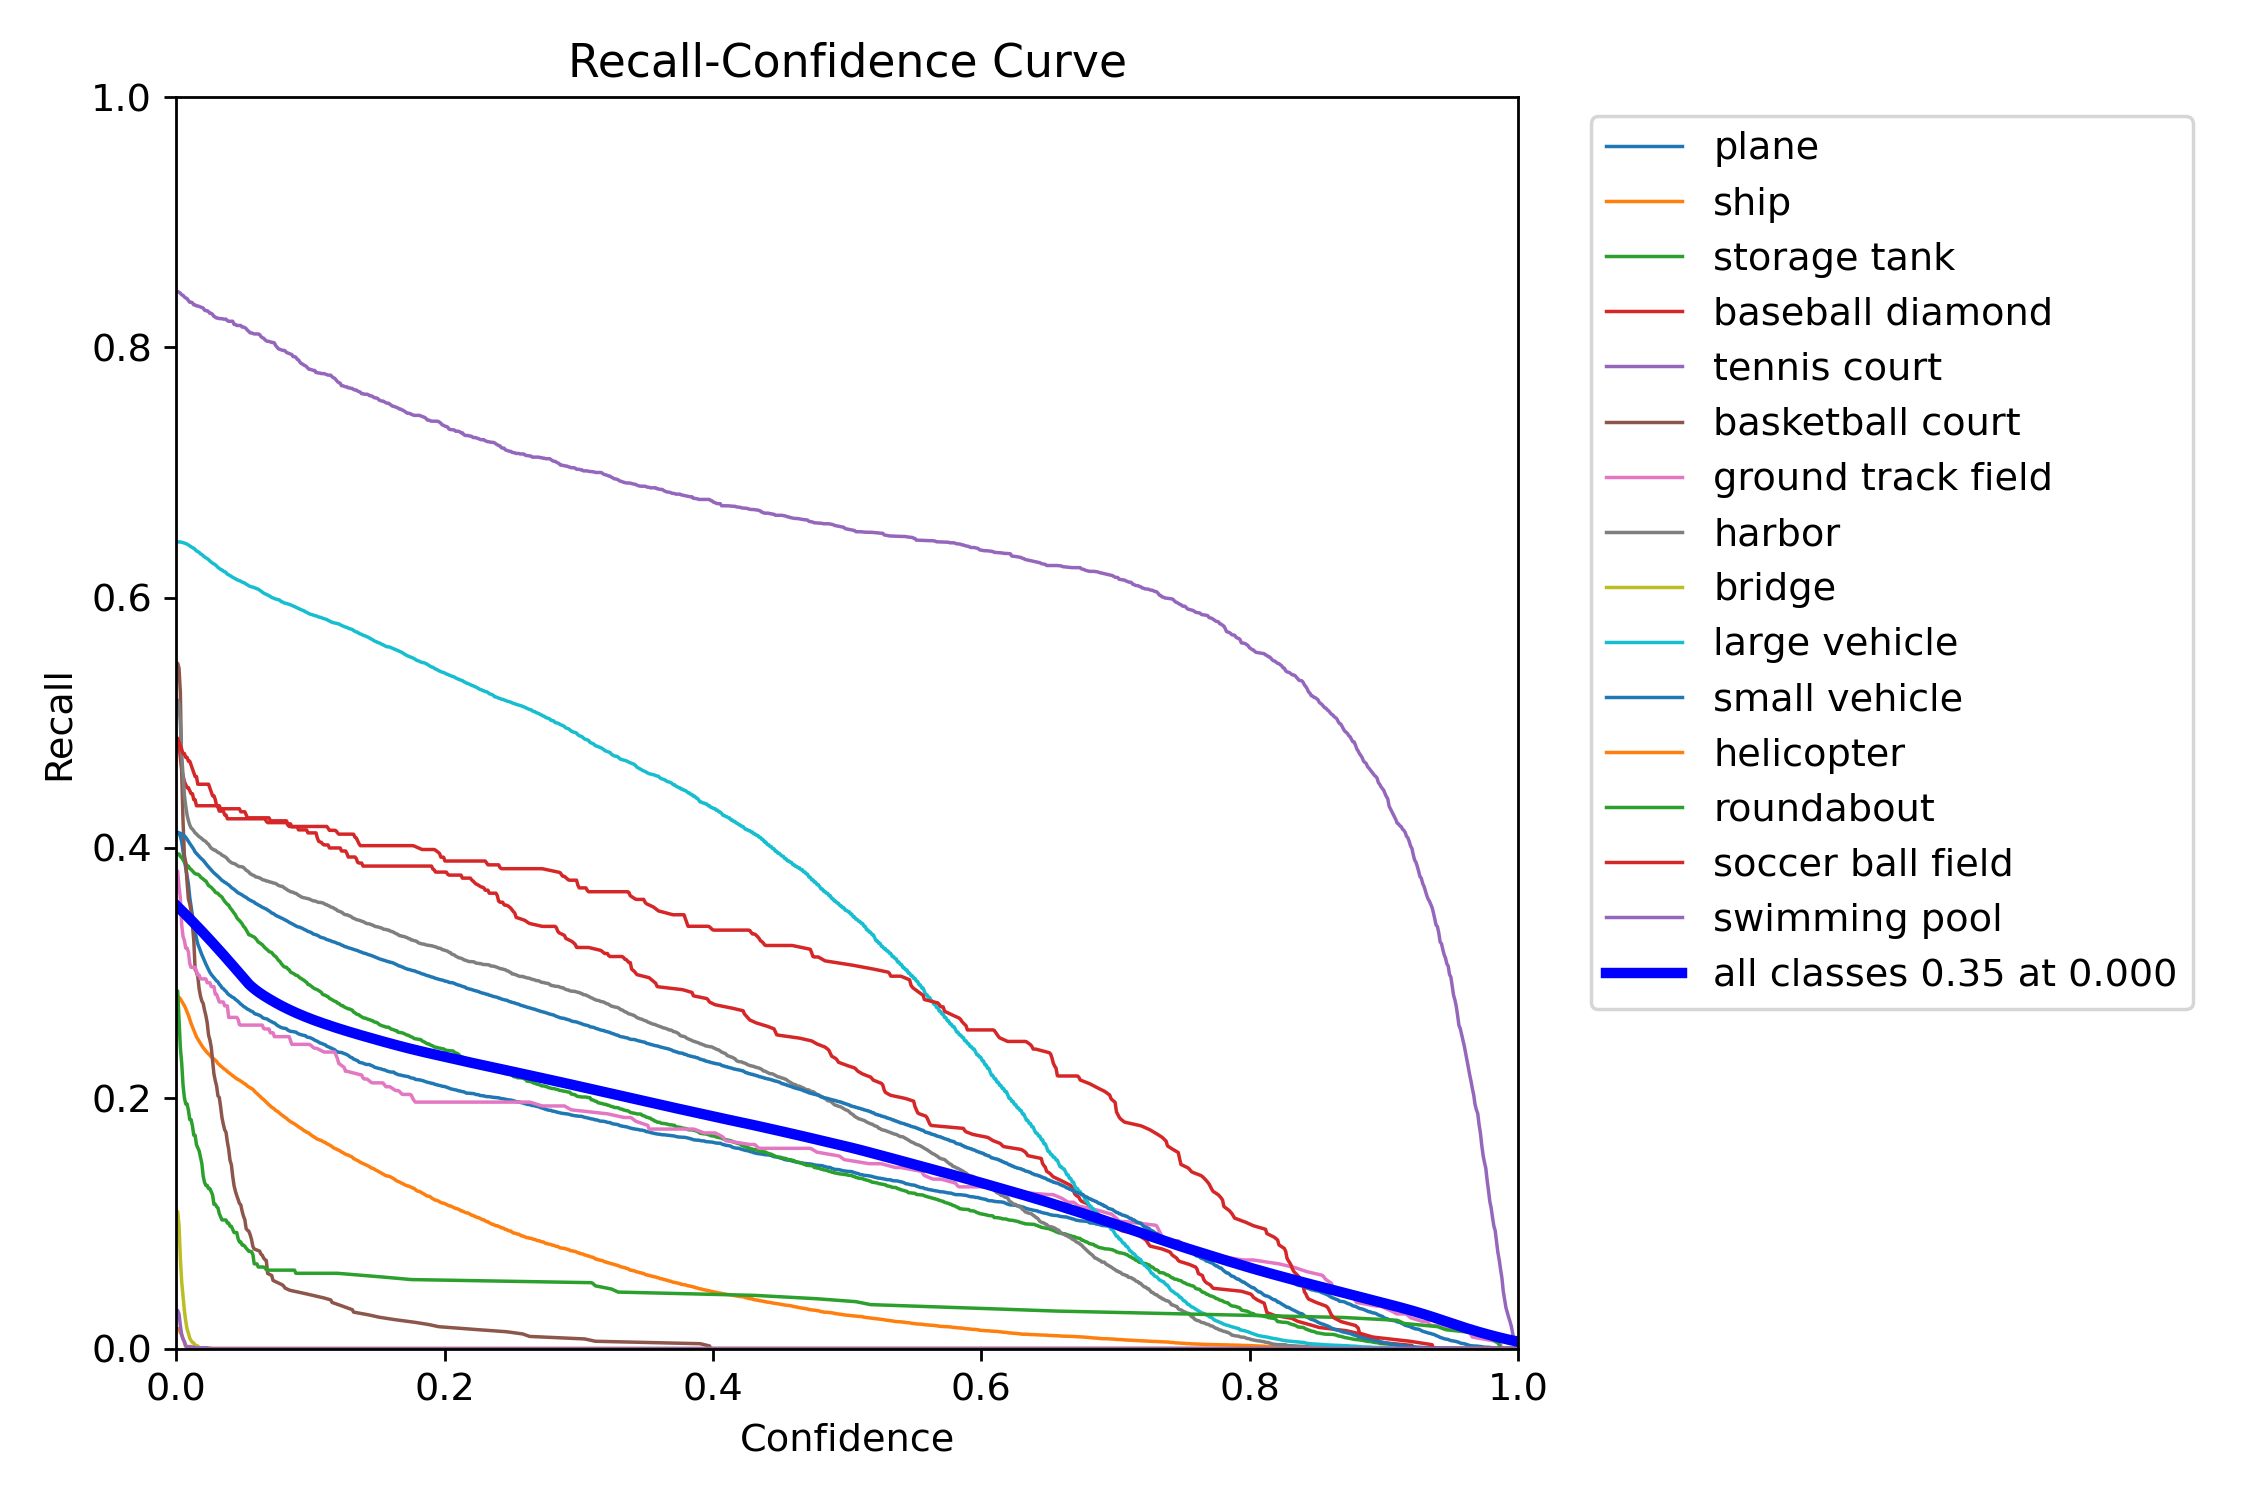 Recall-Confidence Curve
1.0
0.8
0.6
0.4
0.2
0.0
Recall
0.0 0.2 0.4 0.6 0.8 1.0
Confidence
plane
ship
storage tank
baseball diamond
tennis court
basketball court
ground track field
harbor
bridge
large vehicle
small vehicle
helicopter
roundabout
soccer ball field
swimming pool
all classes 0.35 at 0.000